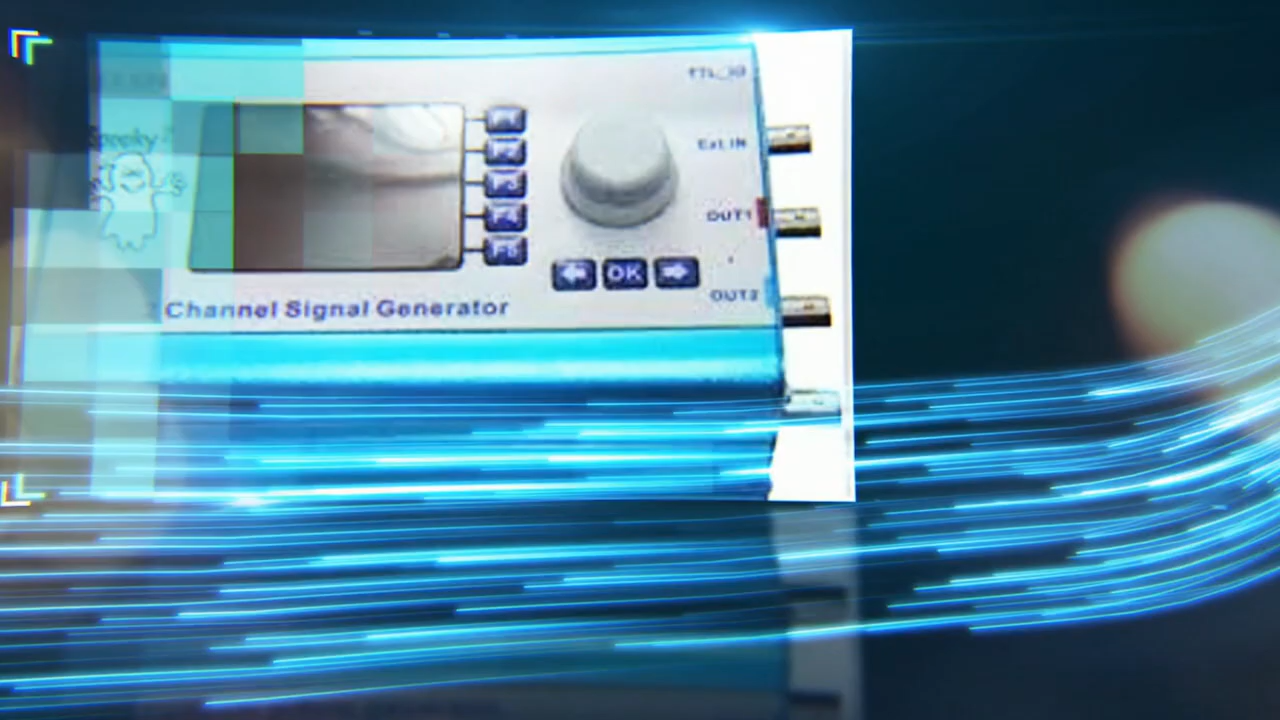 F1
F2
F3
F4
F5
Ext IN
OUT1
OK
OUT2
Channel Signal Generator